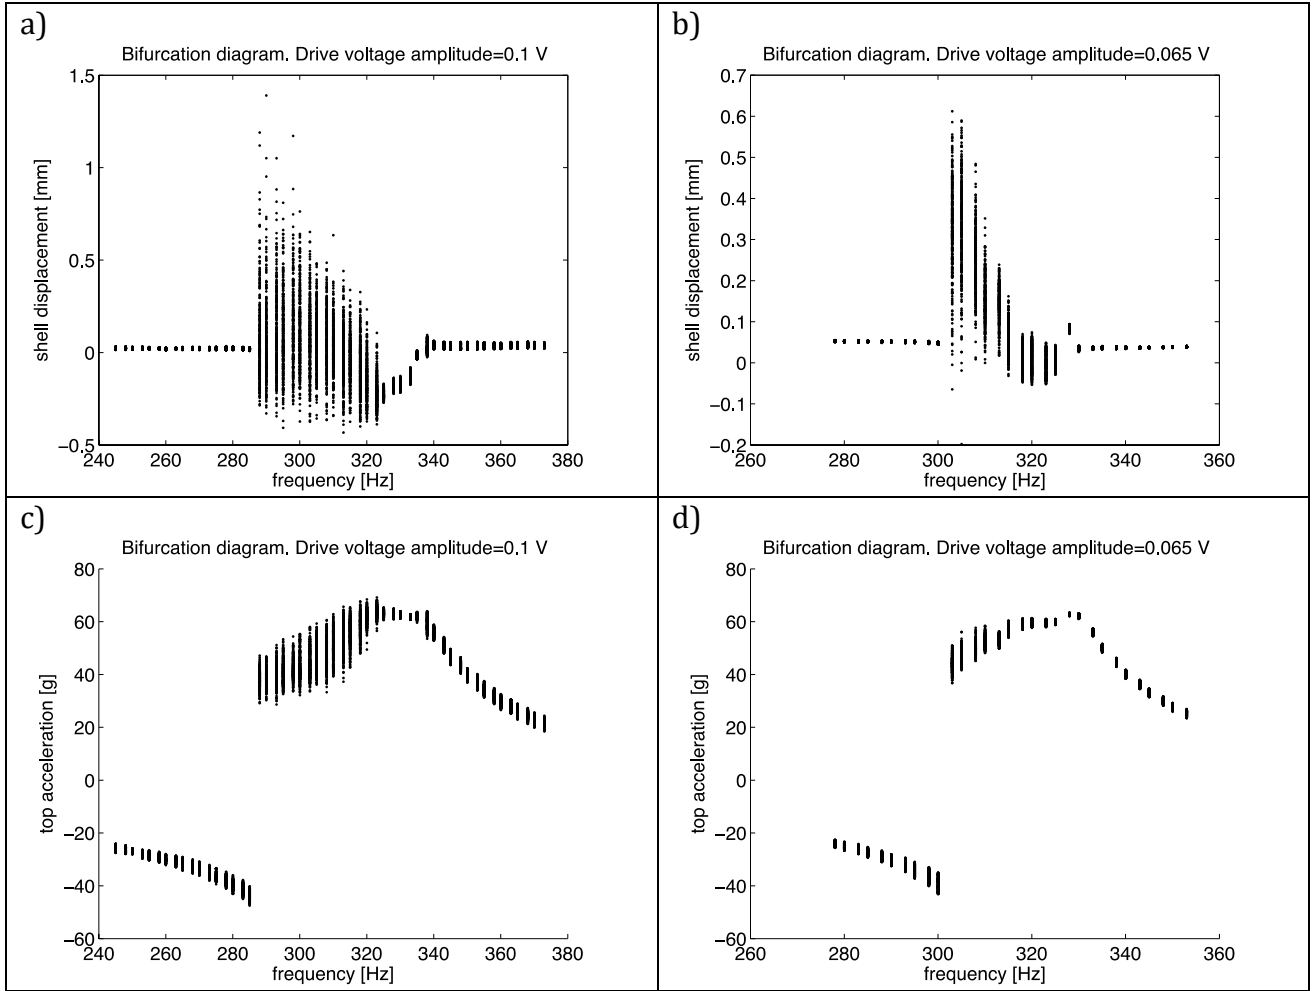 a)
Bifurcation diagram. Drive voltage amplitude=0.1 V
1.5
1
0.5
0
−0.5
shell displacement [mm]
240 260 280 300 320 340 360 380
frequency [Hz]
b)
Bifurcation diagram. Drive voltage amplitude=0.065 V
0.7
0.6
0.5
0.4
0.3
0.2
0.1
0
−0.1
−0.2
shell displacement [mm]
260 280 300 320 340 360
frequency [Hz]
c)
Bifurcation diagram. Drive voltage amplitude=0.1 V
80
60
40
20
0
−20
−40
−60
top acceleration [g]
240 260 280 300 320 340 360 380
frequency [Hz]
d)
Bifurcation diagram. Drive voltage amplitude=0.065 V
80
60
40
20
0
−20
−40
−60
top acceleration [g]
260 280 300 320 340 360
frequency [Hz]